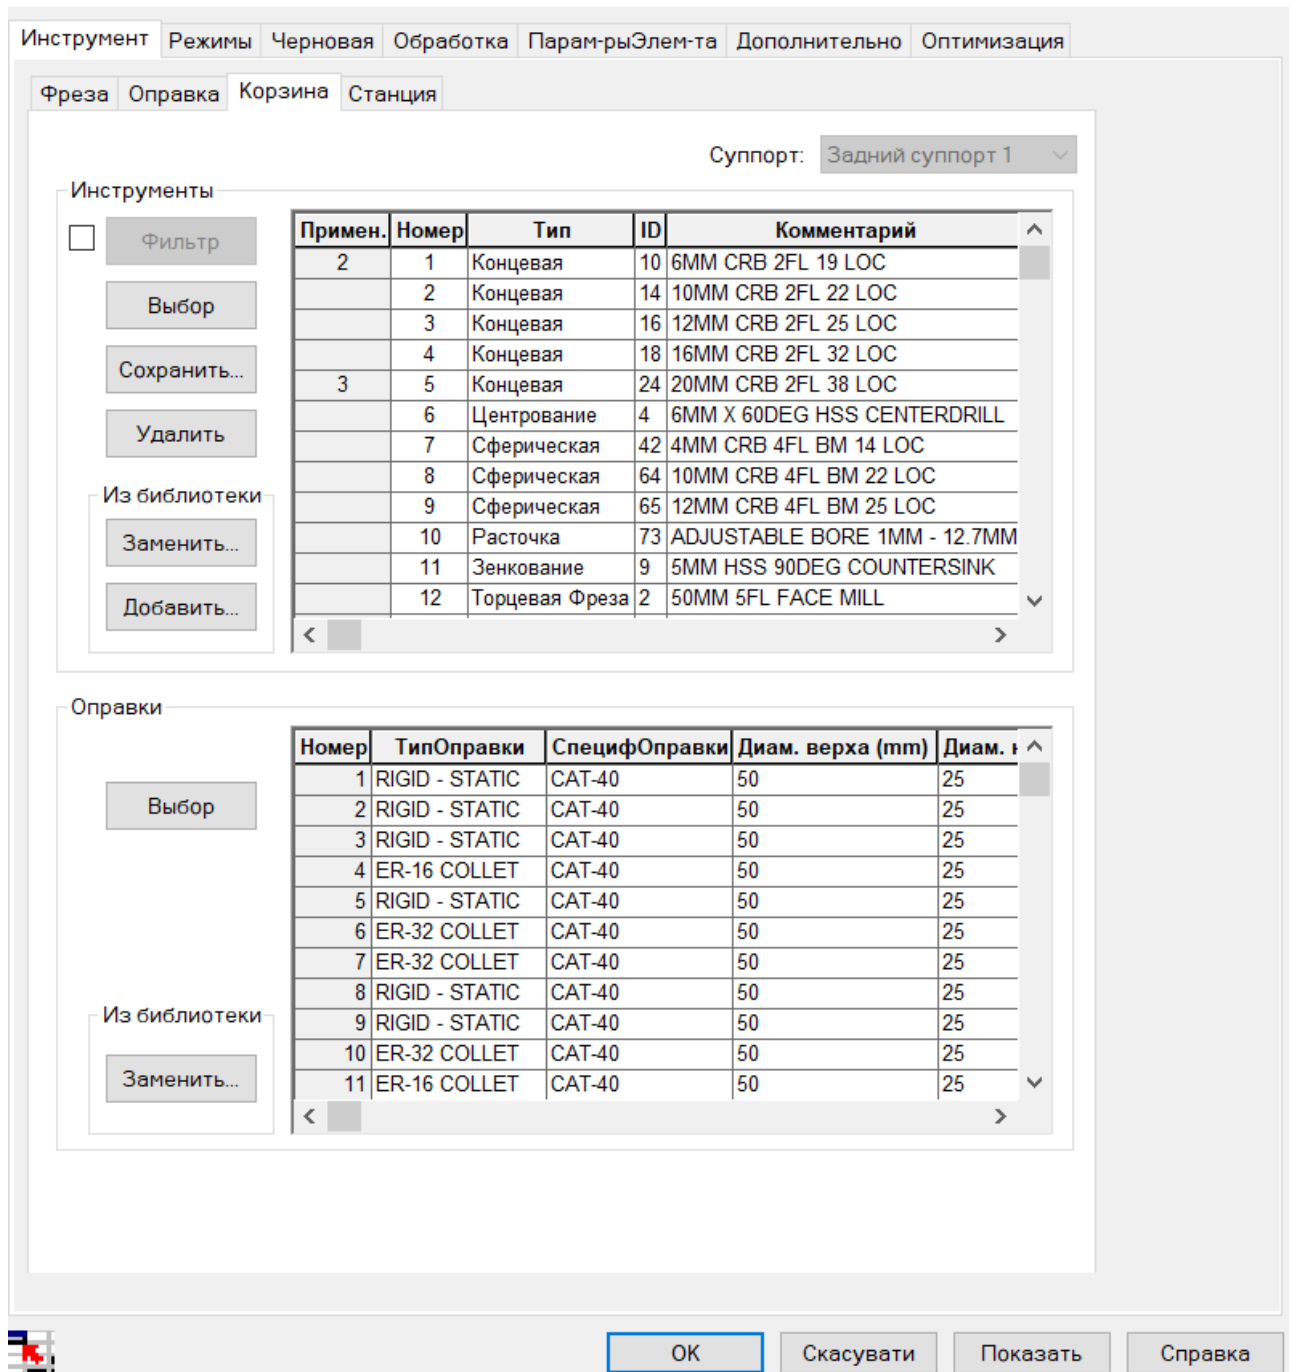 Инструмент Режимы Черновая Обработка Парам-рыЭлем-та Дополнительно Оптимизация
Фреза Оправка Корзина Станция
Суппорт: Задний суппорт 1
Инструменты
Фильтр
Выбор
Сохранить...
Удалить
Из библиотеки
Заменить...
Добавить...
Примен. Номер Тип ID Комментарий
2 1 Концевая 10 6MM CRB 2FL 19 LOC
2 Концевая 14 10MM CRB 2FL 22 LOC
3 Концевая 16 12MM CRB 2FL 25 LOC
4 Концевая 18 16MM CRB 2FL 32 LOC
3 5 Концевая 24 20MM CRB 2FL 38 LOC
6 Центрование 4 6MM X 60DEG HSS CENTERDRILL
7 Сферическая 42 4MM CRB 4FL BM 14 LOC
8 Сферическая 64 10MM CRB 4FL BM 22 LOC
9 Сферическая 65 12MM CRB 4FL BM 25 LOC
10 Расточка 73 ADJUSTABLE BORE 1MM - 12.7MM
11 Зенкование 9 5MM HSS 90DEG COUNTERSINK
12 Торцевая Фреза 2 50MM 5FL FACE MILL
Оправки
Выбор
Из библиотеки
Заменить...
Номер ТипОправки СпецифОправки Диам. верха (mm) Диам.
1 RIGID - STATIC CAT-40 50 25
2 RIGID - STATIC CAT-40 50 25
3 RIGID - STATIC CAT-40 50 25
4 ER-16 COLLET CAT-40 50 25
5 RIGID - STATIC CAT-40 50 25
6 ER-32 COLLET CAT-40 50 25
7 ER-32 COLLET CAT-40 50 25
8 RIGID - STATIC CAT-40 50 25
9 RIGID - STATIC CAT-40 50 25
10 ER-32 COLLET CAT-40 50 25
11 ER-16 COLLET CAT-40 50 25
OK Скасувати Показать Справка